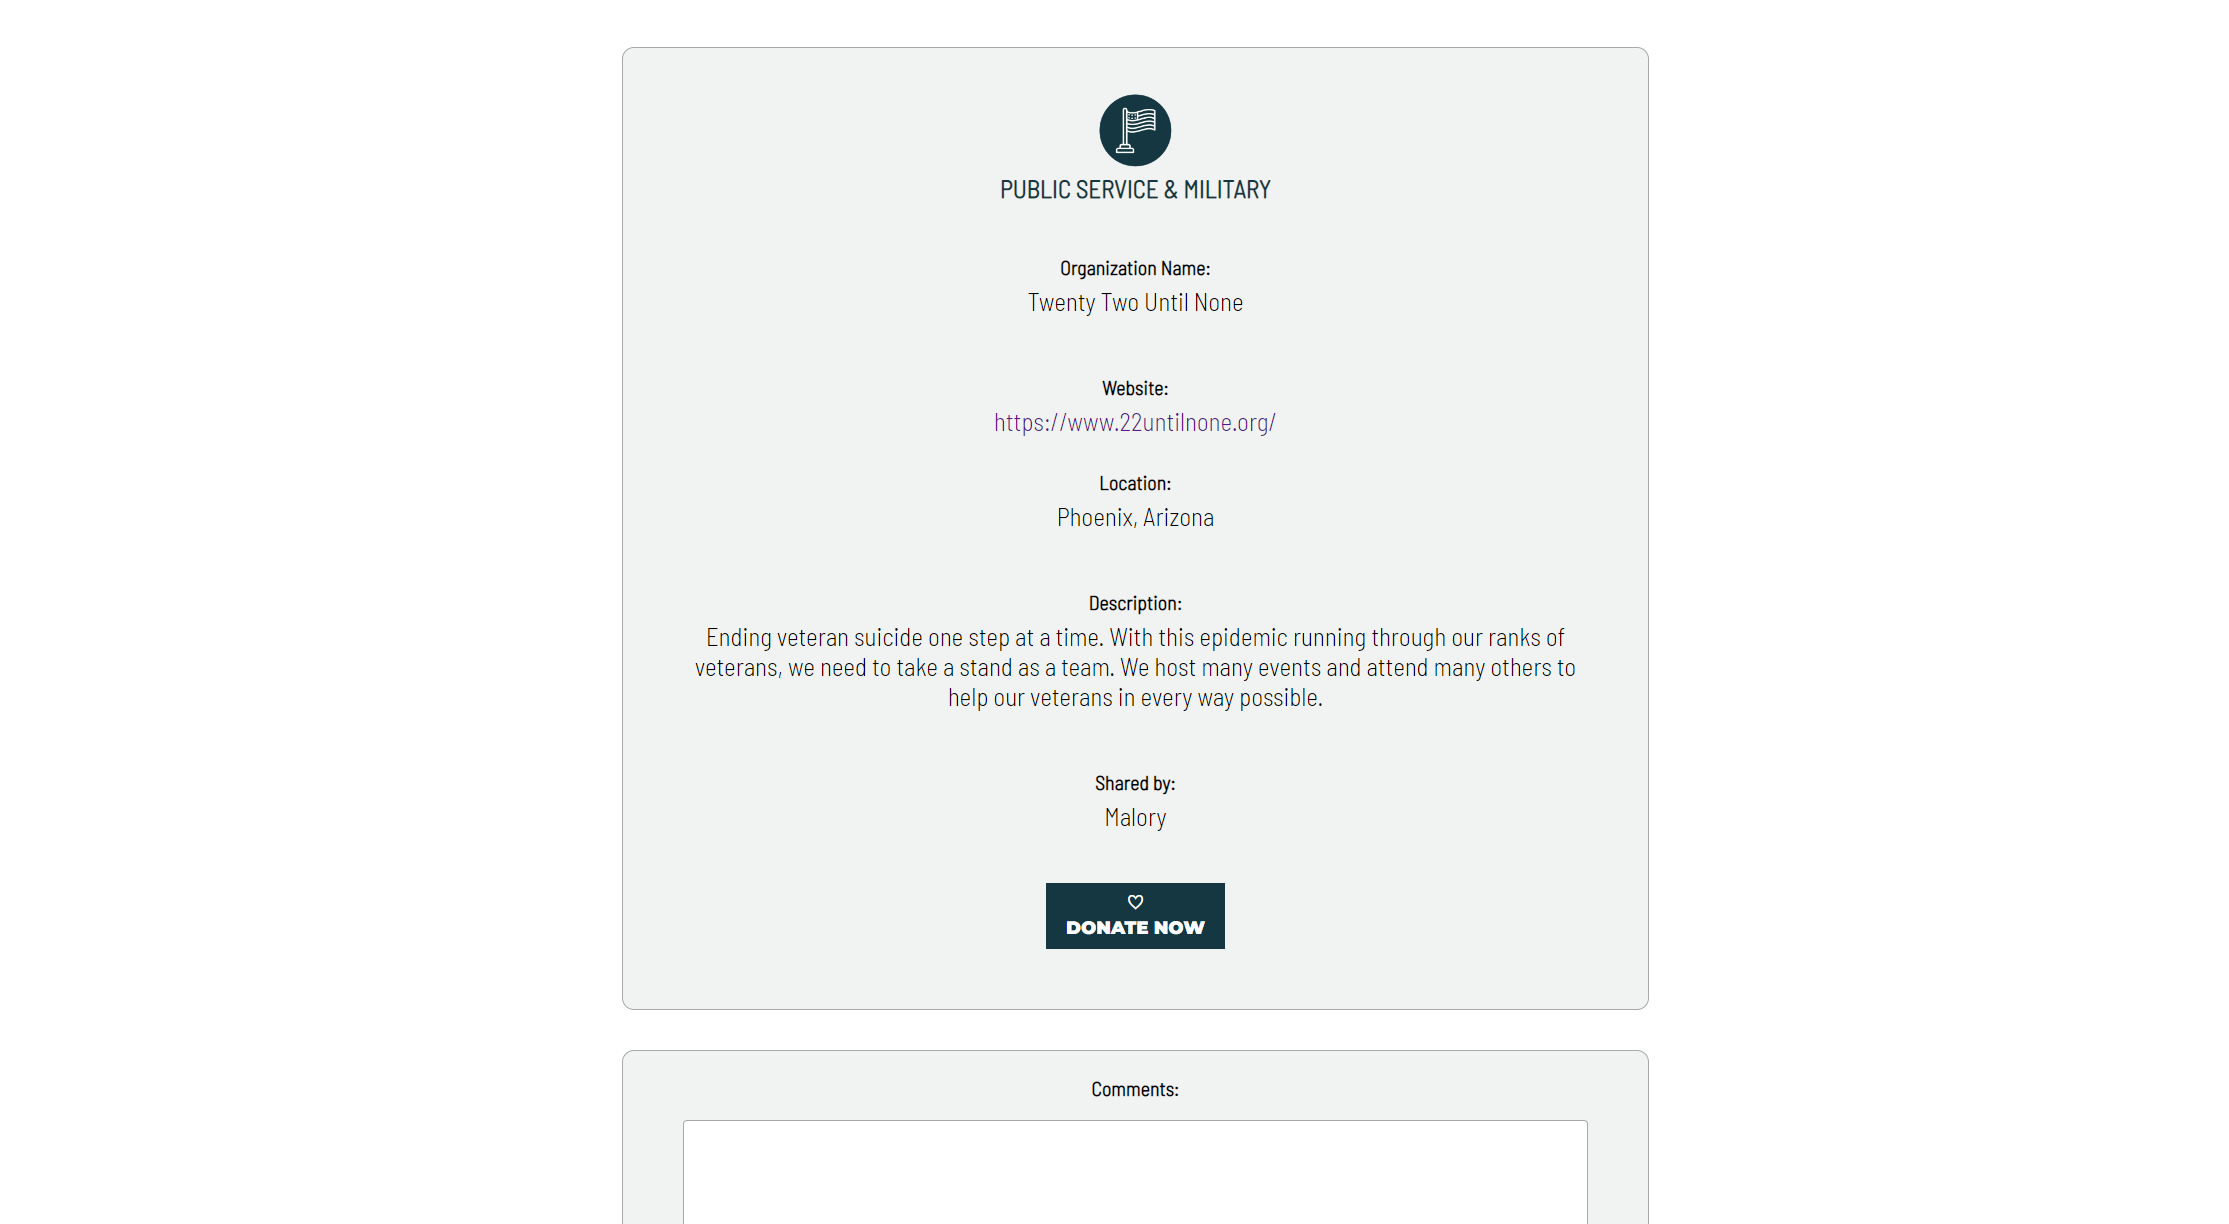 PUBLIC SERVICE & MILITARY
Organization Name:
Twenty Two Until None
Website:
https://www.22untilnone.org/
Location:
Phoenix, Arizona
Description:
Ending veteran suicide one step at a time. With this epidemic running through our ranks of
veterans, we need to take a stand as a team. We host many events and attend many others to
help our veterans in every way possible.
Shared by:
Malory
DONATE NOW
Comments: